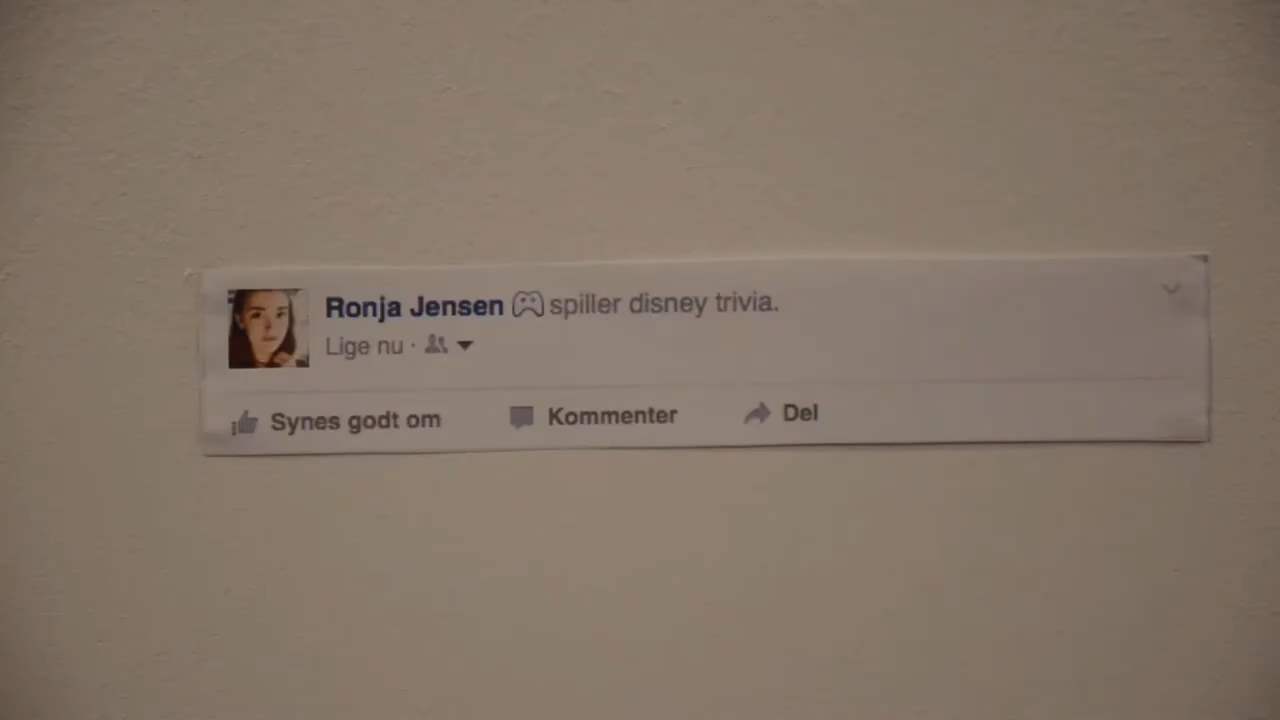 Ronja Jensen spiller disney trivia.
Lige nu ·
Synes godt om Kommenter Del